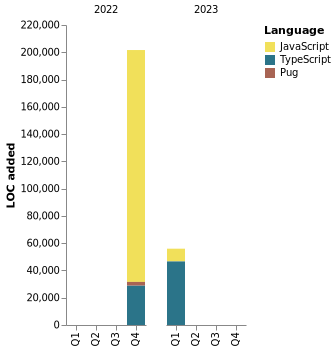 2022 2023
Language
JavaScript
TypeScript
Pug
LOC added
220,000
200,000
180,000
160,000
140,000
120,000
100,000
80,000
60,000
40,000
20,000
0
Q1 Q2 Q3 Q4 Q1 Q2 Q3 Q4